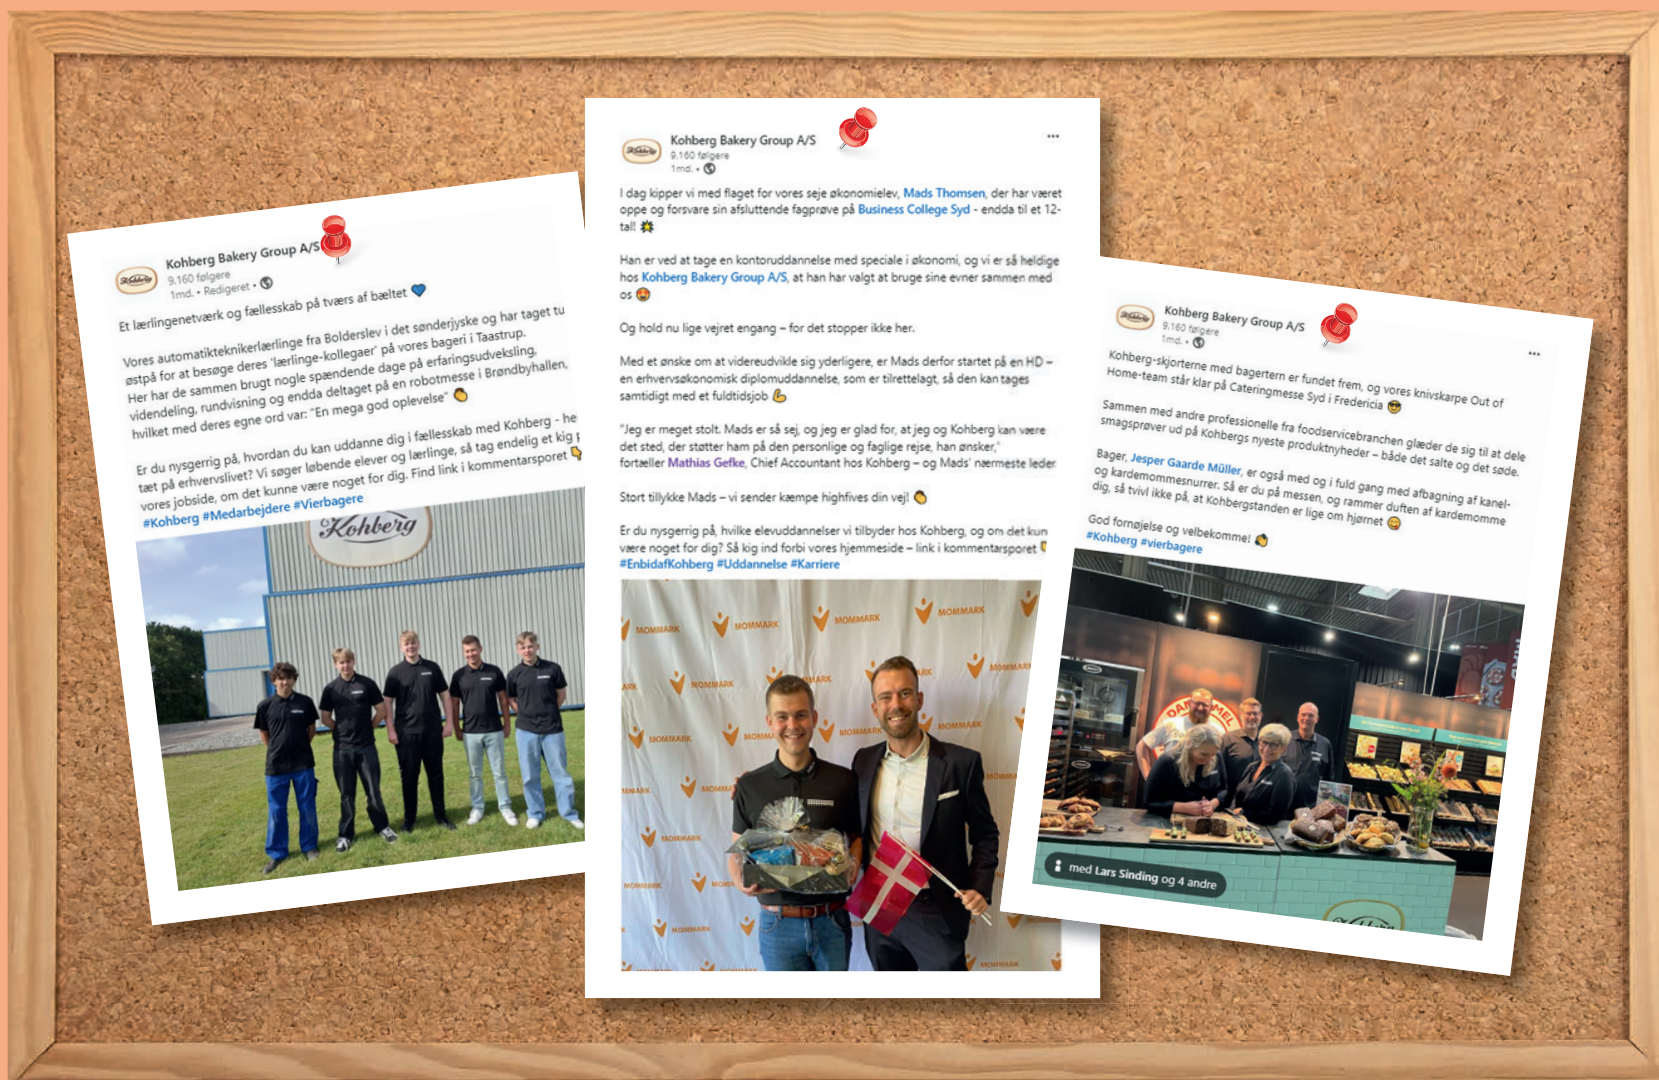 Kohberg
Kohberg Bakery Group A/S
9.160 følgere
1md. • Redigeret •
Et lærlingenetværk og fællesskab på tværs af bæltet 💙
Vores automatikteknikerlærlinge fra Bolderslev i det sønderjyske og har taget tu
østpå for at besøge deres 'lærlinge-kollegaer' på vores bageri i Taastrup.
Her har de sammen brugt nogle spændende dage på erfaringsudveksling,
videndeling, rundvisning og endda deltaget på en robotmesse i Brøndbyhallen,
hvilket med deres egne ord var: "En mega god oplevelse" 👏
Er du nysgerrig på, hvordan du kan uddanne dig i fællesskab med Kohberg - he
tæt på erhvervslivet? Vi søger løbende elever og lærlinge, så tag endelig et kig p
vores jobside, om det kunne være noget for dig. Find link i kommentarsporet 👇
#Kohberg #Medarbejdere #Vierbagere
Kohberg
Kohberg
Kohberg Bakery Group A/S
9.160 følgere
1md. •
I dag kipper vi med flaget for vores seje økonomielev, Mads Thomsen, der har været
oppe og forsvare sin afsluttende fagprøve på Business College Syd - endda til et 12-
tal! 🌟
Han er ved at tage en kontoruddannelse med speciale i økonomi, og vi er så heldige
hos Kohberg Bakery Group A/S, at han har valgt at bruge sine evner sammen med
os 🤩
Og hold nu lige vejret engang – for det stopper ikke her.
Med et ønske om at videreudvikle sig yderligere, er Mads derfor startet på en HD –
en erhvervsøkonomisk diplomuddannelse, som er tilrettelagt, så den kan tages
samtidigt med et fuldtidsjob 💪
"Jeg er meget stolt. Mads er så sej, og jeg er glad for, at jeg og Kohberg kan være
det sted, der støtter ham på den personlige og faglige rejse, han ønsker,"
fortæller Mathias Gefke, Chief Accountant hos Kohberg – og Mads' nærmeste leder
Stort tillykke Mads – vi sender kæmpe highfives din vej! 👏
Er du nysgerrig på, hvilke elevuddannelser vi tilbyder hos Kohberg, og om det kun
være noget for dig? Så kig ind forbi vores hjemmeside – link i kommentarsporet 👇
#EnbidafKohberg #Uddannelse #Karriere
MOMMARK
MOMMARK
MOMMARK
MOMMARK
MOMMARK
MOMMARK
MOMMARK
MOMMARK
MOMMARK
MOMMARK
MOMMARK
MOMMARK
Kohberg
Kohberg Bakery Group A/S
9.160 følgere
1md. •
Kohberg-skjorterne med bagertern er fundet frem, og vores knivskarpe Out of
Home-team står klar på Cateringmesse Syd i Fredericia 😎
Sammen med andre professionelle fra foodservicebranchen glæder de sig til at dele
smagsprøver ud på Kohbergs nyeste produktnyheder – både det salte og det søde.
Bager, Jesper Gaarde Müller, er også med og i fuld gang med afbagning af kanel-
og kardemommesnurrer. Så er du på messen, og rammer duften af kardemomme
dig, så tvivl ikke på, at Kohbergstanden er lige om hjørnet 😋
God fornøjelse og velbekomme! 👏
#Kohberg #vierbagere
med Lars Sinding og 4 andre
Kohberg